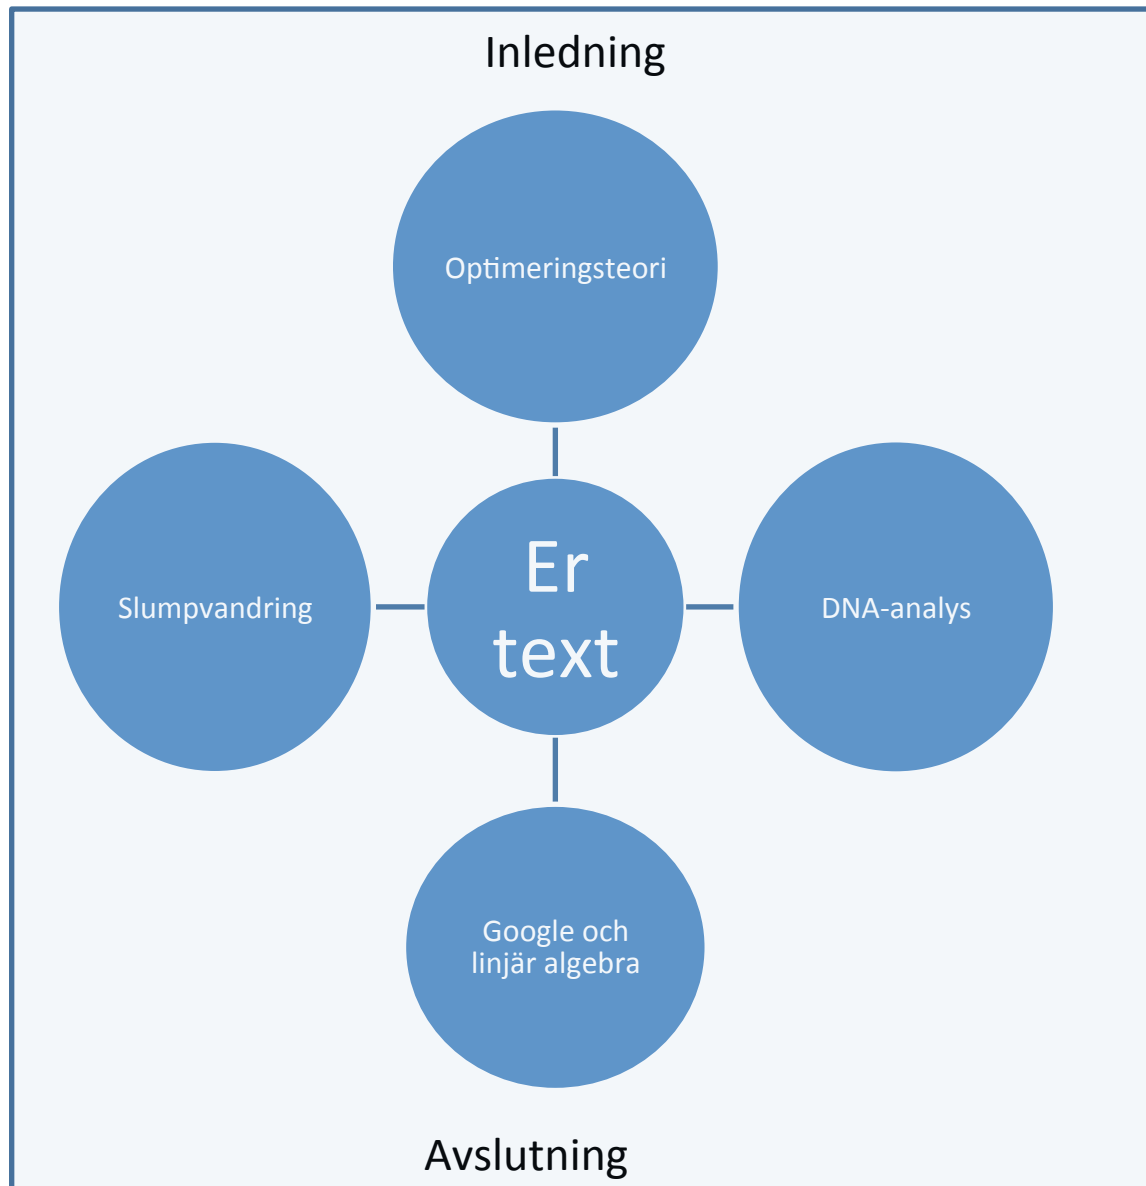 Inledning
Optimeringsteori
Slumpvandring
Er
text
DNA-analys
Google och
linjär algebra
Avslutning